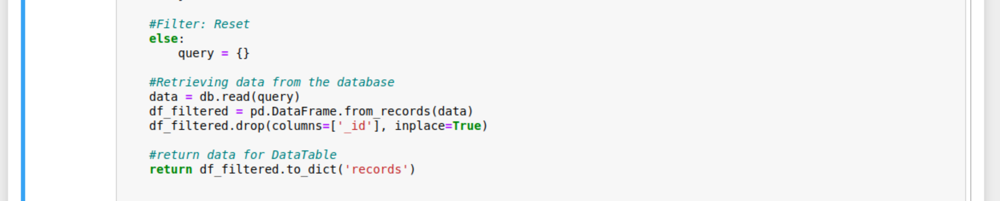 #Filter: Reset
else:
    query = {}
#Retrieving data from the database
data = db.read(query)
df_filtered = pd.DataFrame.from_records(data)
df_filtered.drop(columns=['_id'], inplace=True)
#return data for DataTable
return df_filtered.to_dict('records')